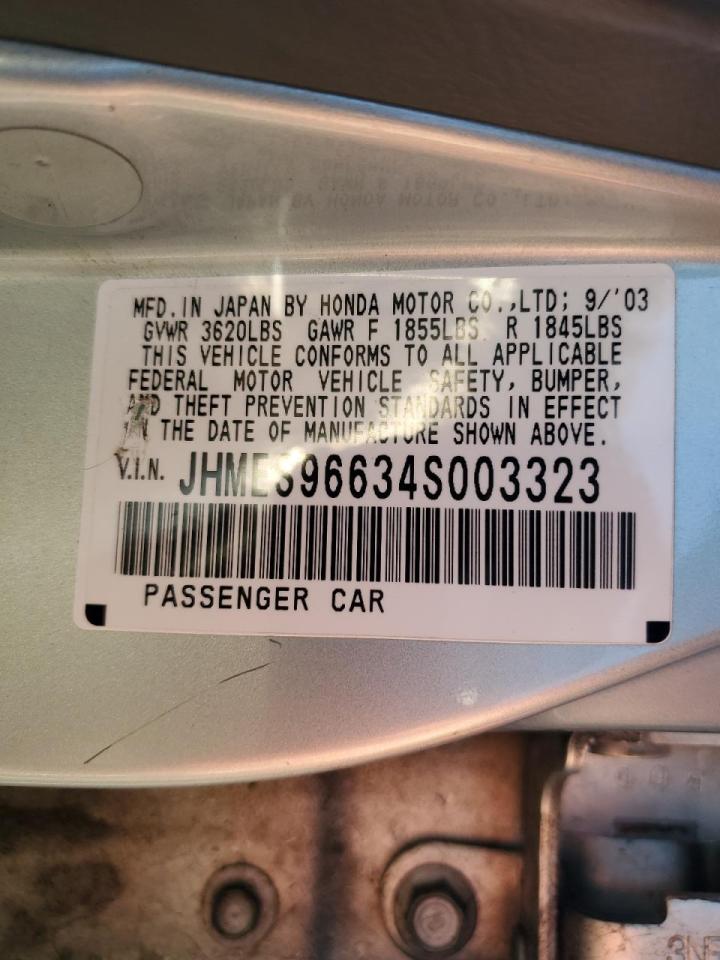 MFD. IN JAPAN BY HONDA MOTOR CO.,LTD; 9/'03
GVWR 3620LBS GAWR F 1855LBS. R 1845LBS
THIS VEHICLE CONFORMS TO ALL APPLICABLE
FEDERAL MOTOR VEHICLE SAFETY, BUMPER,
AND THEFT PREVENTION STANDARDS IN EFFECT
IN THE DATE OF MANUFACTURE SHOWN ABOVE.
V.I.N. JHMES96634S003323
PASSENGER CAR